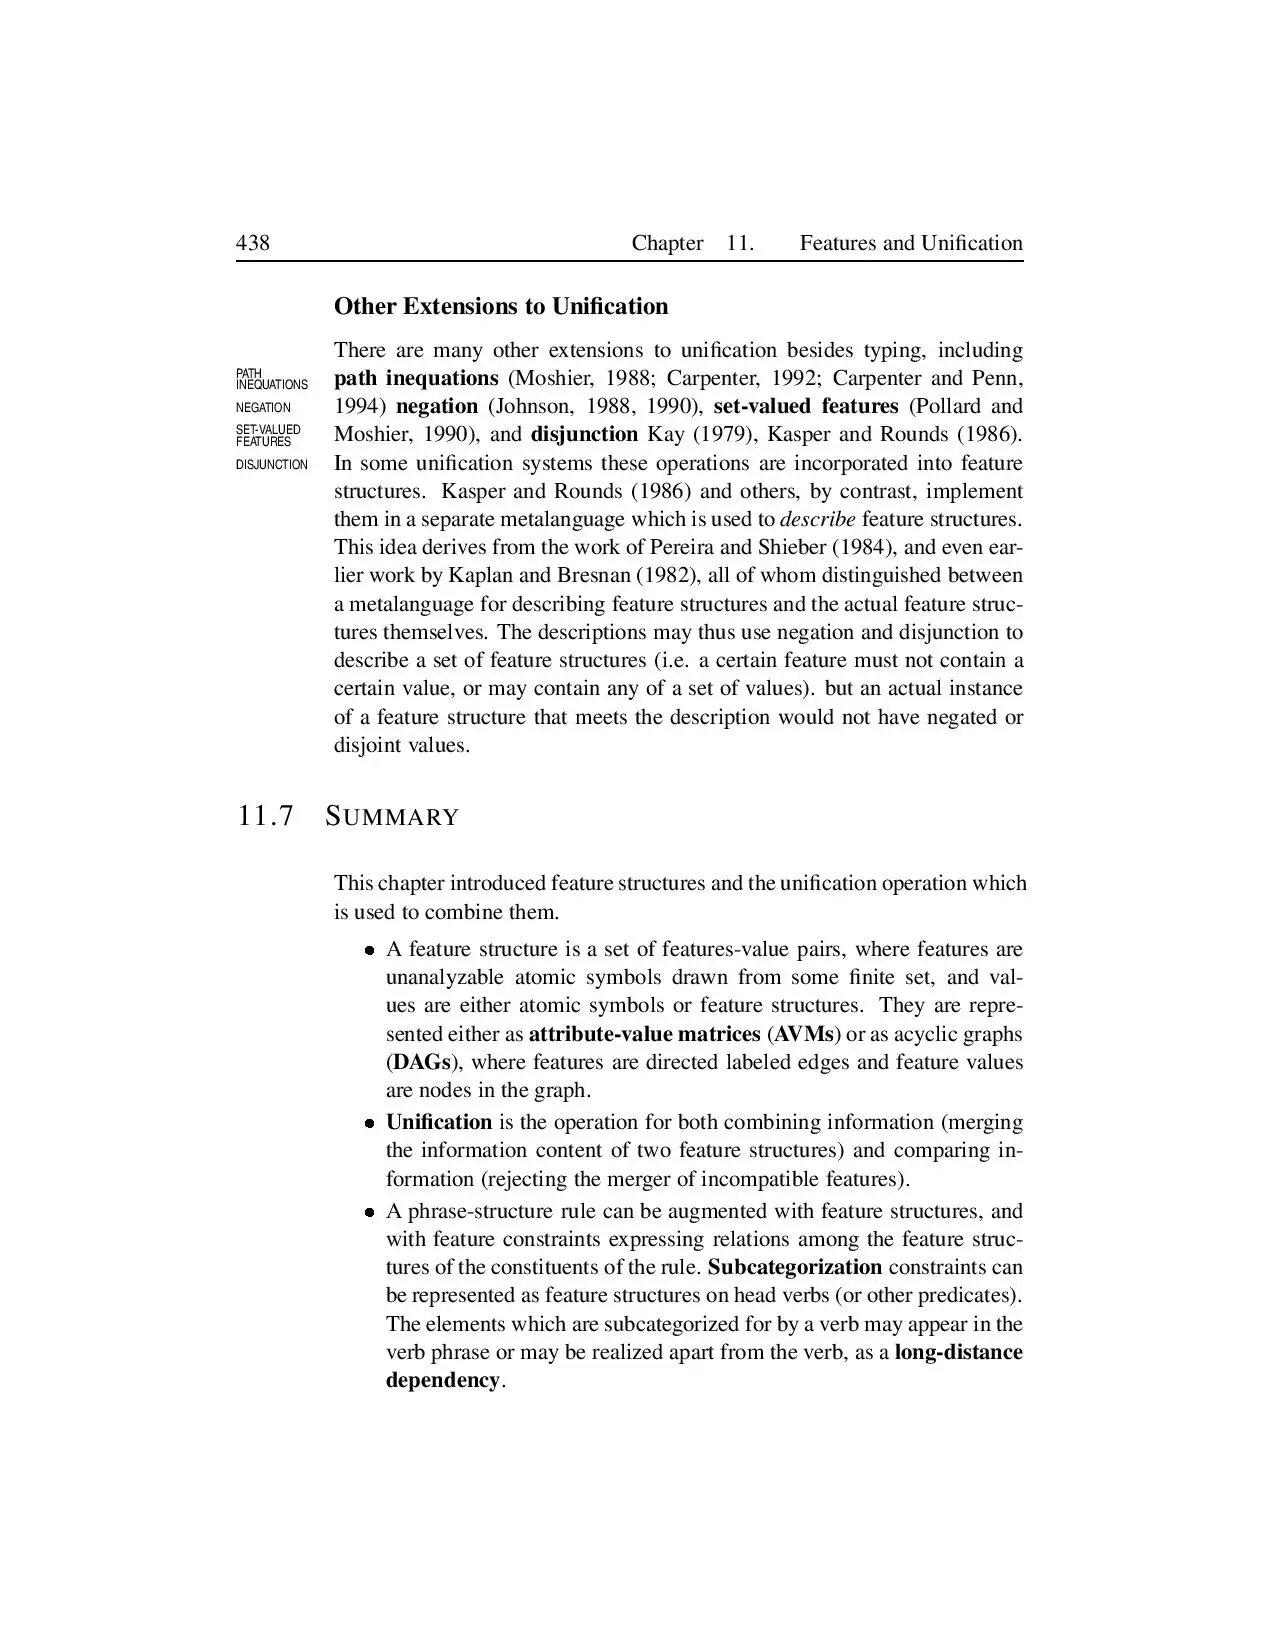 438 Chapter 11. Features and Unification
Other Extensions to Unification
There are many other extensions to unification besides typing, including
PATH
INEQUATIONS
path inequations (Moshier, 1988; Carpenter, 1992; Carpenter and Penn,
NEGATION
1994) negation (Johnson, 1988, 1990), set-valued features (Pollard and
SET-VALUED
FEATURES
Moshier, 1990), and disjunction Kay (1979), Kasper and Rounds (1986).
DISJUNCTION
In some unification systems these operations are incorporated into feature
structures. Kasper and Rounds (1986) and others, by contrast, implement
them in a separate metalanguage which is used to describe feature structures.
This idea derives from the work of Pereira and Shieber (1984), and even ear-
lier work by Kaplan and Bresnan (1982), all of whom distinguished between
a metalanguage for describing feature structures and the actual feature struc-
tures themselves. The descriptions may thus use negation and disjunction to
describe a set of feature structures (i.e. a certain feature must not contain a
certain value, or may contain any of a set of values). but an actual instance
of a feature structure that meets the description would not have negated or
disjoint values.
11.7 SUMMARY
This chapter introduced feature structures and the unification operation which
is used to combine them.
• A feature structure is a set of features-value pairs, where features are
unanalyzable atomic symbols drawn from some finite set, and val-
ues are either atomic symbols or feature structures. They are repre-
sented either as attribute-value matrices (AVMs) or as acyclic graphs
(DAGs), where features are directed labeled edges and feature values
are nodes in the graph.
• Unification is the operation for both combining information (merging
the information content of two feature structures) and comparing in-
formation (rejecting the merger of incompatible features).
• A phrase-structure rule can be augmented with feature structures, and
with feature constraints expressing relations among the feature struc-
tures of the constituents of the rule. Subcategorization constraints can
be represented as feature structures on head verbs (or other predicates).
The elements which are subcategorized for by a verb may appear in the
verb phrase or may be realized apart from the verb, as a long-distance
dependency.